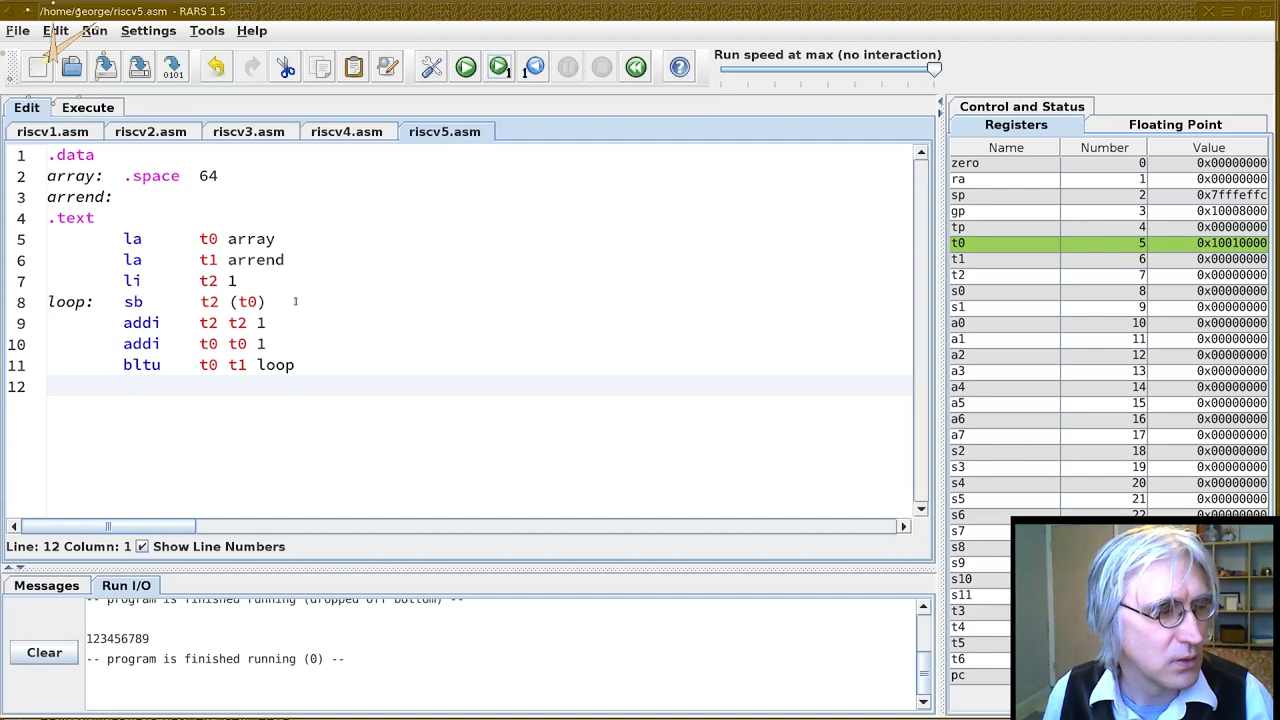 /home/george/riscv5.asm - RARS 1.5
File Edit Run Settings Tools Help
Run speed at max (no interaction)
Edit Execute
riscv1.asm riscv2.asm riscv3.asm riscv4.asm riscv5.asm
1 .data
2 array: .space 64
3 arrend:
4 .text
5 la t0 array
6 la t1 arrend
7 li t2 1
8 loop: sb t2 (t0)
9 addi t2 t2 1
10 addi t0 t0 1
11 bltu t0 t1 loop
12
Line: 12 Column: 1 Show Line Numbers
Messages Run I/O
-- program is finished running (dropped off bottom) --
123456789
-- program is finished running (0) --
Clear
Control and Status
Registers Floating Point
Name Number Value
zero 0 0x00000000
ra 1 0x00000000
sp 2 0x7fffeffc
gp 3 0x10008000
tp 4 0x00000000
t0 5 0x10010000
t1 6 0x00000000
t2 7 0x00000000
s0 8 0x00000000
s1 9 0x00000000
a0 10 0x00000000
a1 11 0x00000000
a2 12 0x00000000
a3 13 0x00000000
a4 14 0x00000000
a5 15 0x00000000
a6 16 0x00000000
a7 17 0x00000000
s2 18 0x00000000
s3 19 0x00000000
s4 20 0x00000000
s5 21 0x00000000
s6 22 0x00000000
s7
s8
s9
s10
s11
t3
t4
t5
t6
pc